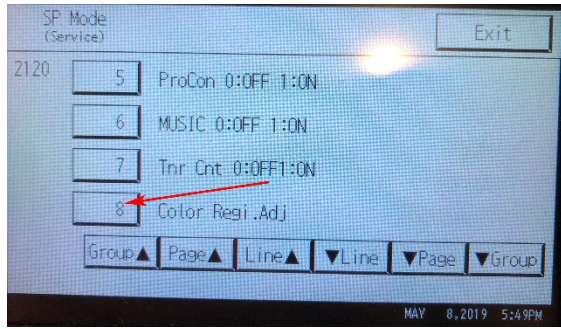 SP Mode
(Service)
Exit
2120
5 ProCon 0:OFF 1:ON
6 MUSIC 0:OFF 1:ON
7 Tnr Cnt 0:OFF1:ON
8 Color Regi.Adj
Group▲ Page▲ Line▲ ▼Line ▼Page ▼Group
MAY 8,2019 5:49PM